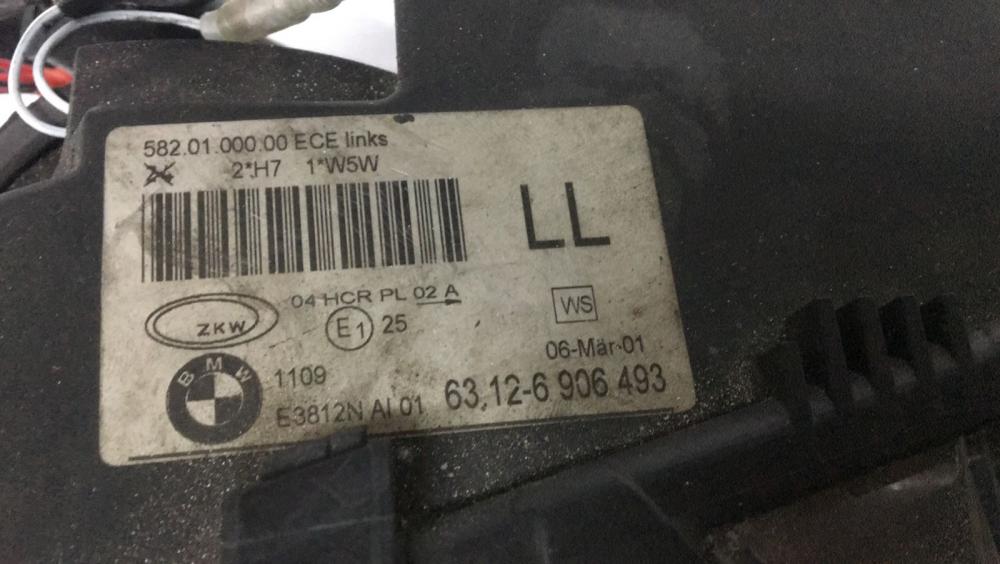 582.01.000.00 ECE links
2*H7 1*W5W
LL
04 HCR PL 02 A
ZKW
E1 25
WS
BMW
1109
06-Mär-01
E3812N AI 01
63.12-6 906 493